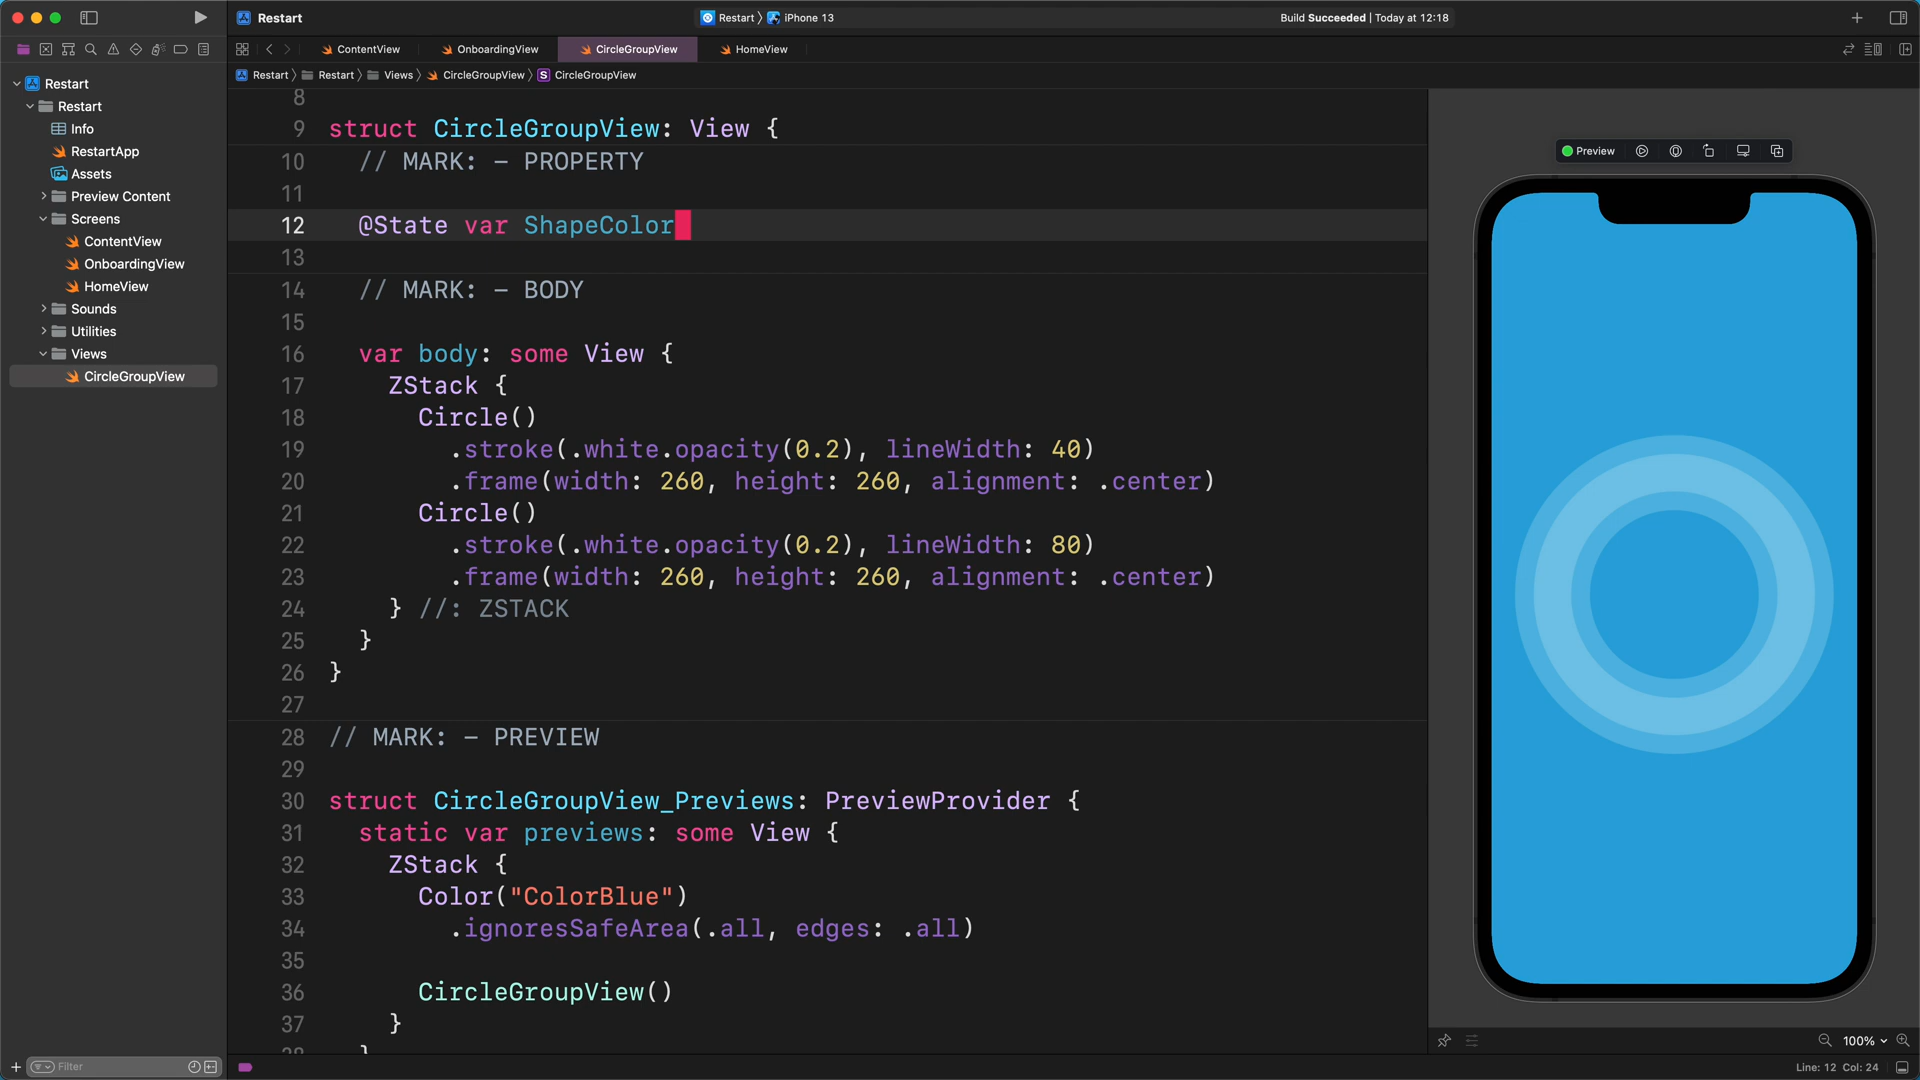 Restart
Restart 〉 iPhone 13
Build Succeeded | Today at 12:18
ContentView
OnboardingView
CircleGroupView
HomeView
Restart 〉 Restart 〉 Views 〉 CircleGroupView 〉 S CircleGroupView
Restart
Restart
Info
RestartApp
Assets
Preview Content
Screens
ContentView
OnboardingView
HomeView
Sounds
Utilities
Views
CircleGroupView
Filter
8
9 struct CircleGroupView: View {
10 // MARK: - PROPERTY
11
12 @State var ShapeColor
13
14 // MARK: - BODY
15
16 var body: some View {
17 ZStack {
18 Circle()
19 .stroke(.white.opacity(0.2), lineWidth: 40)
20 .frame(width: 260, height: 260, alignment: .center)
21 Circle()
22 .stroke(.white.opacity(0.2), lineWidth: 80)
23 .frame(width: 260, height: 260, alignment: .center)
24 } //: ZSTACK
25 }
26 }
27
28 // MARK: - PREVIEW
29
30 struct CircleGroupView_Previews: PreviewProvider {
31 static var previews: some View {
32 ZStack {
33 Color("ColorBlue")
34 .ignoresSafeArea(.all, edges: .all)
35
36 CircleGroupView()
37 }
38 }
Preview
100%
Line: 12 Col: 24